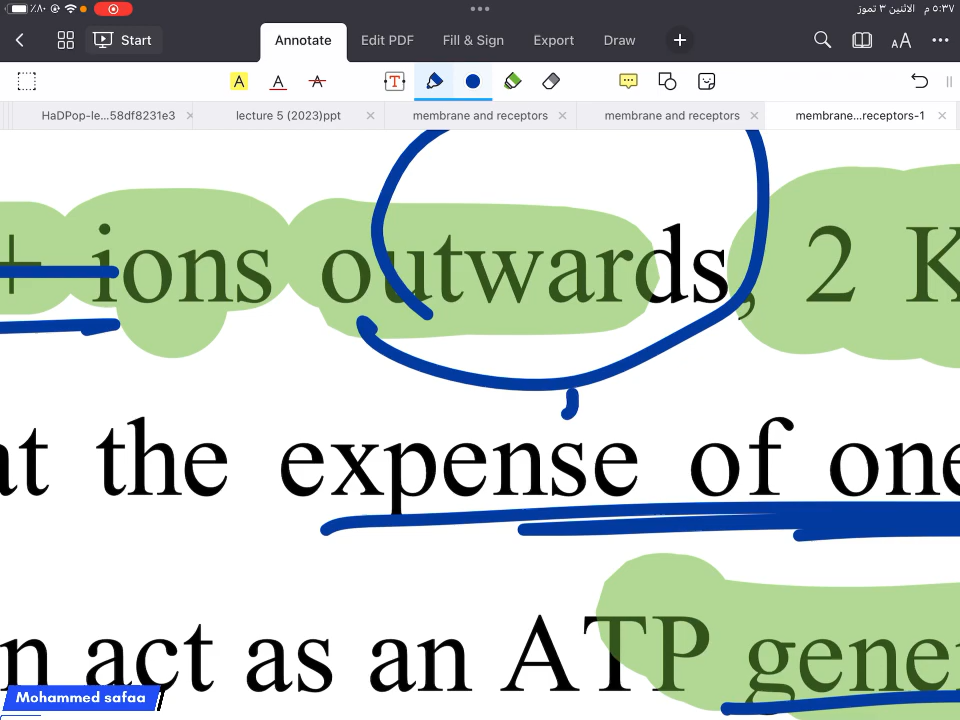 ٪٨٠ الاثنين ٣ تموز ٥:٣٧ م
Start Annotate Edit PDF Fill & Sign Export Draw + AA
A A A T
HaDPop-le...58df8231e3 × lecture 5 (2023)ppt × membrane and receptors × membrane and receptors × membrane...receptors-1 ×
+ ions outwards, 2 K
at the expense of one
n act as an ATP gene
Mohammed safaa